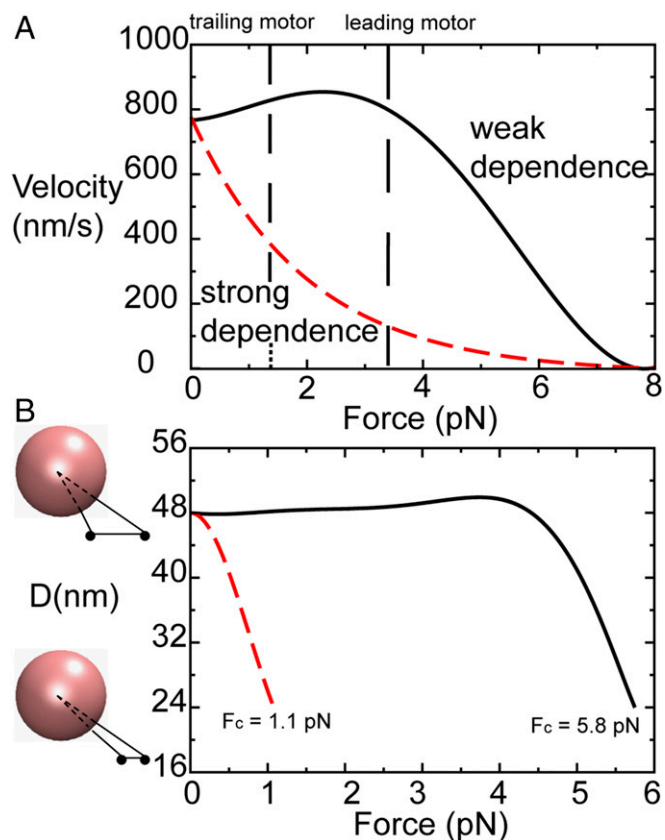 A
trailing motor
leading motor
1000
800
600
400
200
0
Velocity
(nm/s)
weak
dependence
strong
dependence
0
2
4
6
8
Force (pN)
B
56
48
40
32
24
16
D(nm)
Fc = 1.1 pN
Fc = 5.8 pN
0
1
2
3
4
5
6
Force (pN)